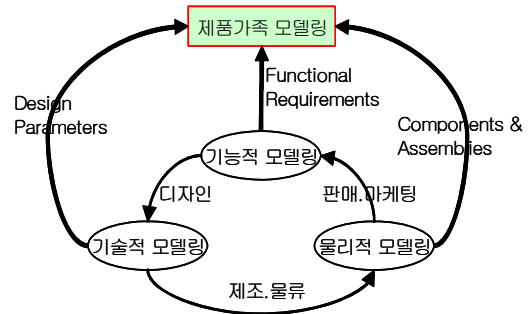 제품가족 모델링
Functional
Requirements
Design
Parameters
Components &
Assemblies
기능적 모델링
디자인
판매.마케팅
기술적 모델링
물리적 모델링
제조.물류